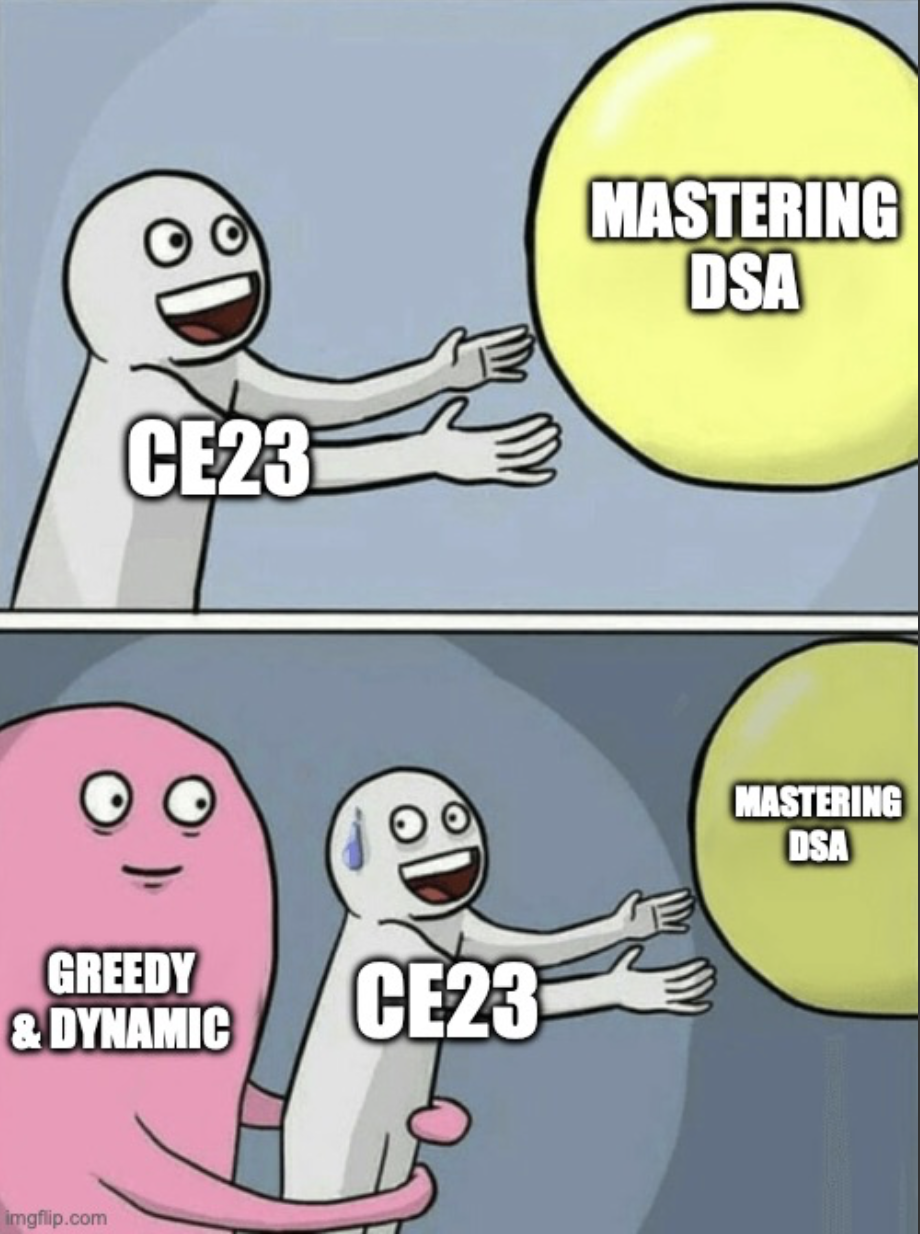 MASTERING
DSA
CE23
MASTERING
DSA
GREEDY
& DYNAMIC
CE23
imgflip.com